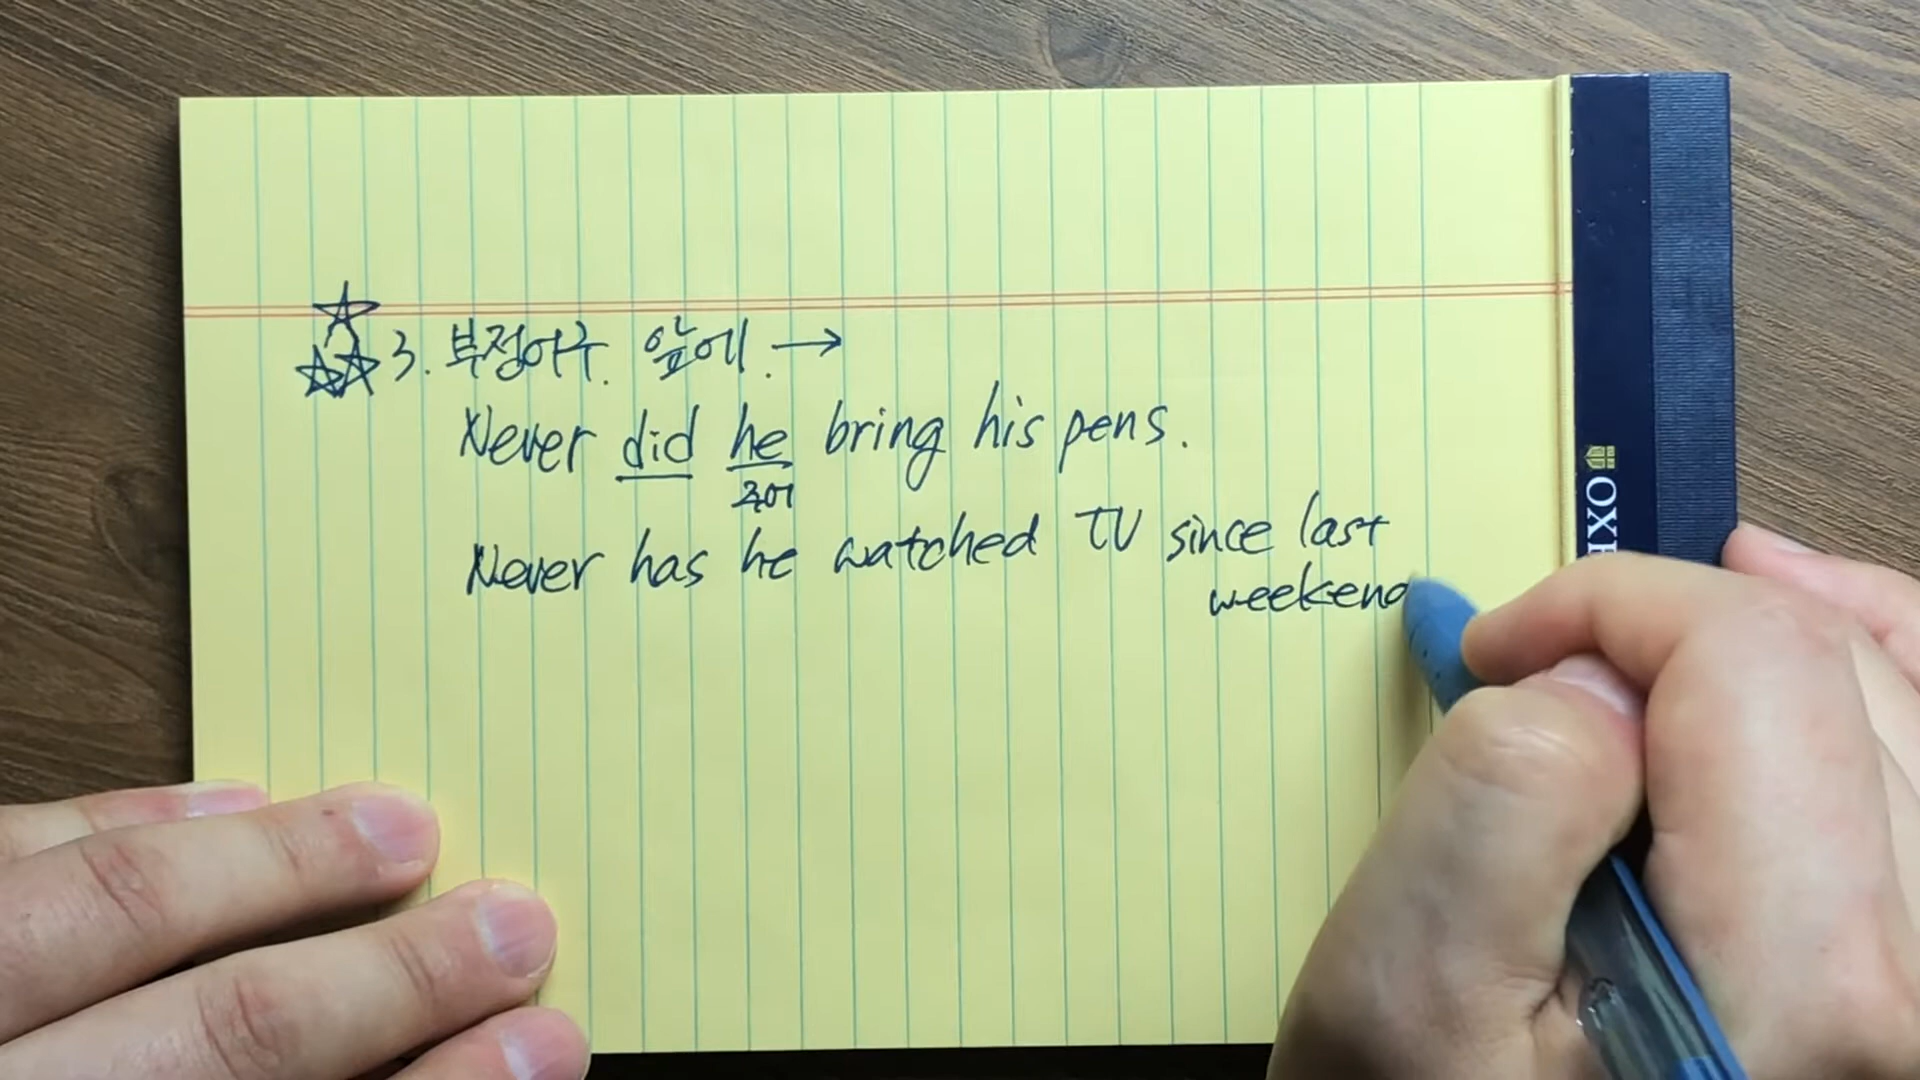 3. 부정어구. 앞에. →
Never did he bring his pens.
주어
Never has he watched TV since last
weekend
OXF